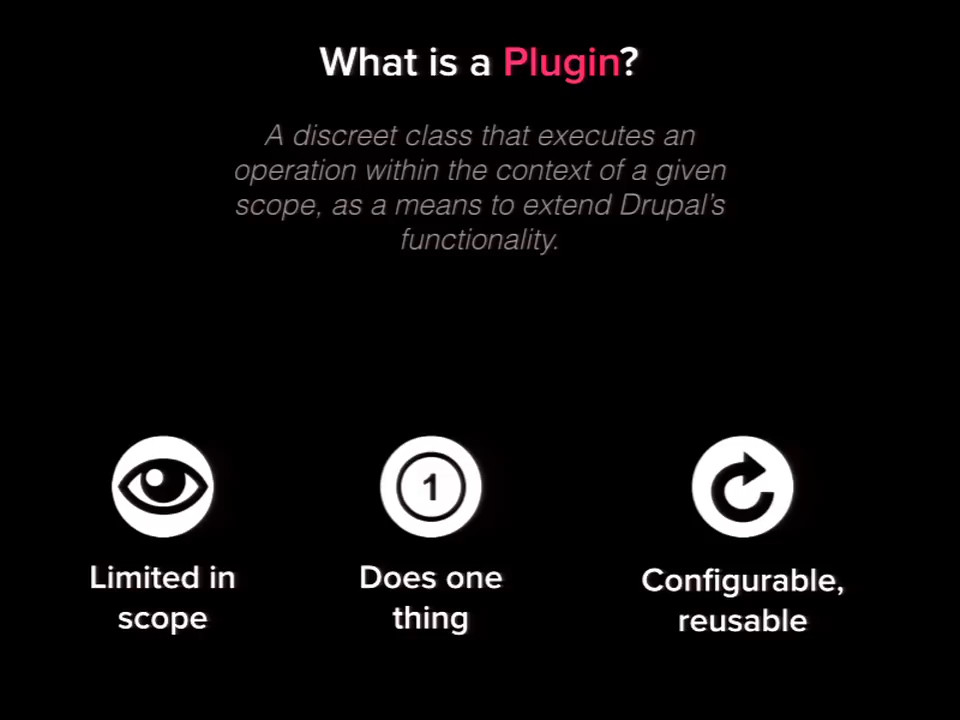 What is a Plugin?
A discreet class that executes an
operation within the context of a given
scope, as a means to extend Drupal's
functionality.
1
Limited in
scope
Does one
thing
Configurable,
reusable